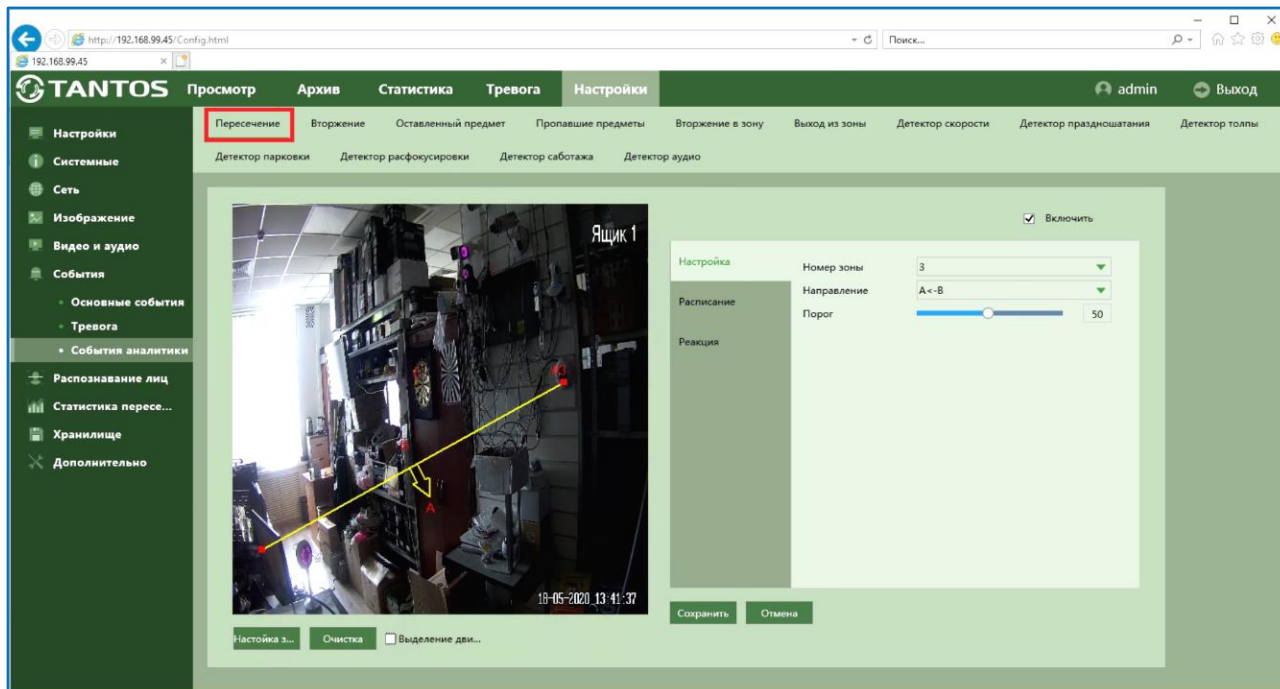 http://192.168.99.45/Config.html
Поиск...
192.168.99.45
TANTOS Просмотр Архив Статистика Тревога Настройки admin Выход
Пересечение Вторжение Оставленный предмет Пропавшие предметы Вторжение в зону Выход из зоны Детектор скорости Детектор праздношатания Детектор толпы
Детектор парковки Детектор расфокусировки Детектор саботажа Детектор аудио
Настройки
Системные
Сеть
Изображение
Видео и аудио
События
Основные события
Тревога
События аналитики
Распознавание лиц
Статистика пересе...
Хранилище
Дополнительно
Ящик 1
A
18-05-2020 13:41:37
Настойка з... Очистка Выделение дви...
Включить
Настройка
Расписание
Реакция
Номер зоны 3
Направление A<-B
Порог 50
Сохранить Отмена